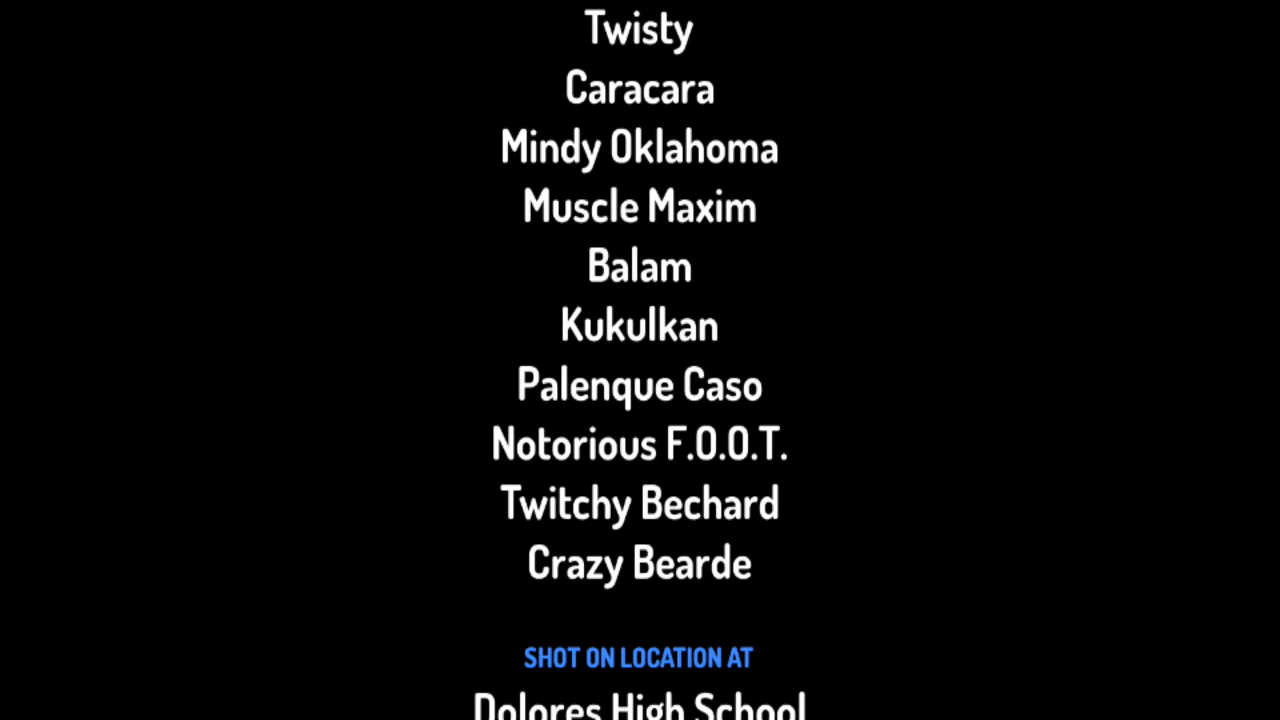 Twisty
Caracara
Mindy Oklahoma
Muscle Maxim
Balam
Kukulkan
Palenque Caso
Notorious F.O.O.T.
Twitchy Bechard
Crazy Bearde
SHOT ON LOCATION AT
Dolores High School